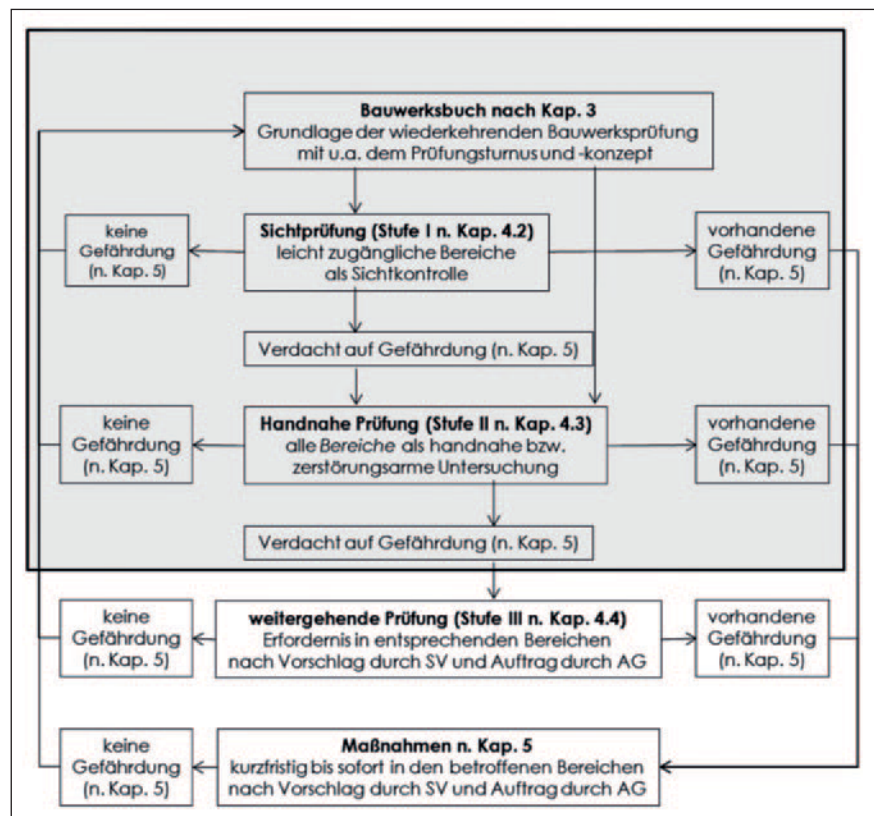 Bauwerksbuch nach Kap. 3
Grundlage der wiederkehrenden Bauwerksprüfung
mit u.a. dem Prüfungsturnus und -konzept
keine
Gefährdung
(n. Kap. 5)
Sichtprüfung (Stufe I n. Kap. 4.2)
leicht zugängliche Bereiche
als Sichtkontrolle
vorhandene
Gefährdung
(n. Kap. 5)
Verdacht auf Gefährdung (n. Kap. 5)
keine
Gefährdung
(n. Kap. 5)
Handnahe Prüfung (Stufe II n. Kap. 4.3)
alle Bereiche als handnahe bzw.
zerstörungsarme Untersuchung
vorhandene
Gefährdung
(n. Kap. 5)
Verdacht auf Gefährdung (n. Kap. 5)
keine
Gefährdung
(n. Kap. 5)
weitergehende Prüfung (Stufe III n. Kap. 4.4)
Erfordernis in entsprechenden Bereichen
nach Vorschlag durch SV und Auftrag durch AG
vorhandene
Gefährdung
(n. Kap. 5)
keine
Gefährdung
(n. Kap. 5)
Maßnahmen n. Kap. 5
kurzfristig bis sofort in den betroffenen Bereichen
nach Vorschlag durch SV und Auftrag durch AG